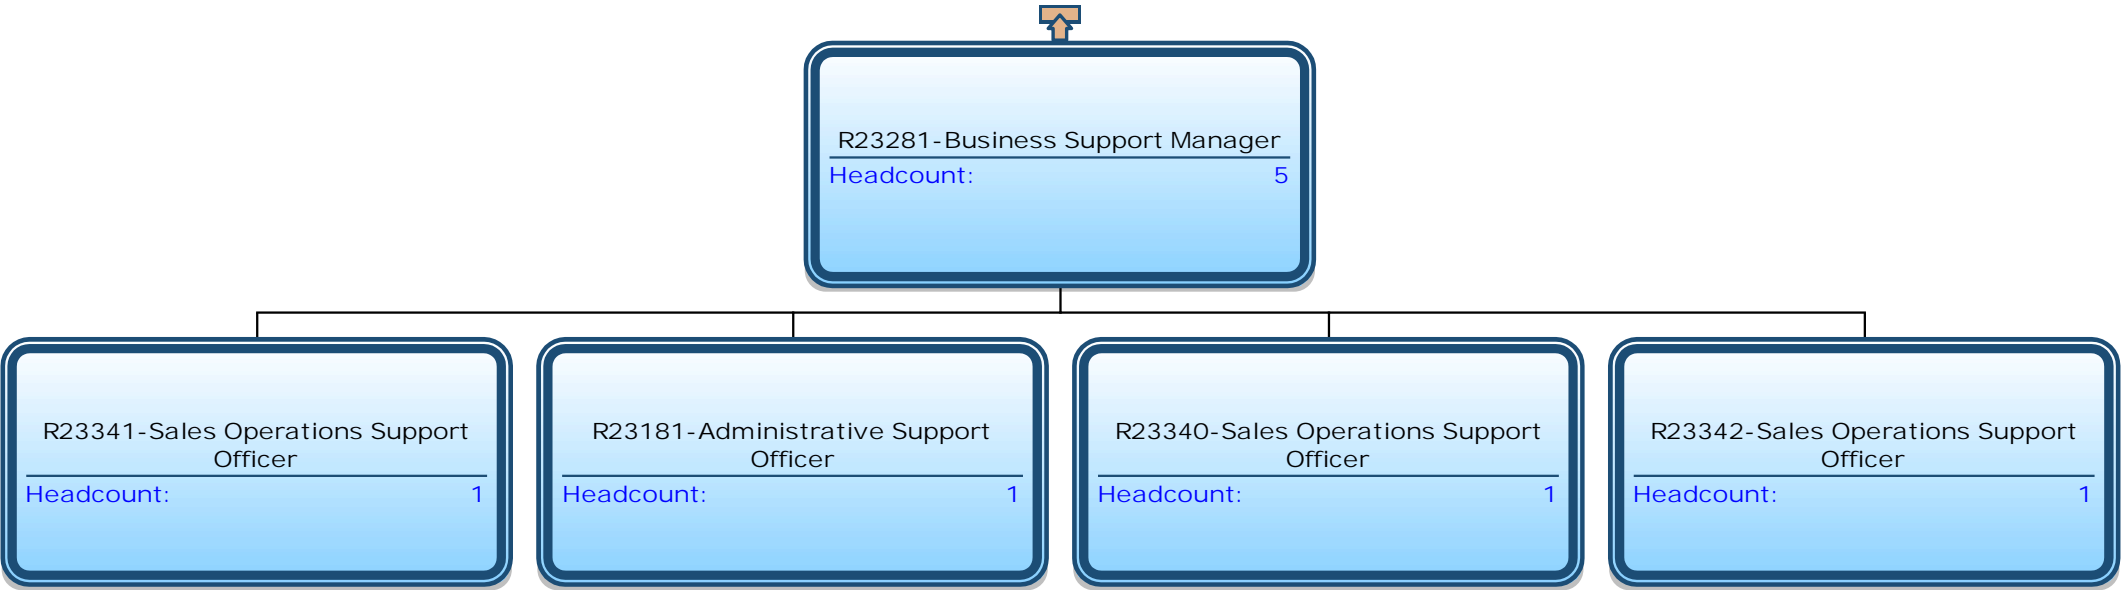 R23281-Business Support Manager
Headcount: 5
R23341-Sales Operations Support
Officer
Headcount: 1
R23181-Administrative Support
Officer
Headcount: 1
R23340-Sales Operations Support
Officer
Headcount: 1
R23342-Sales Operations Support
Officer
Headcount: 1